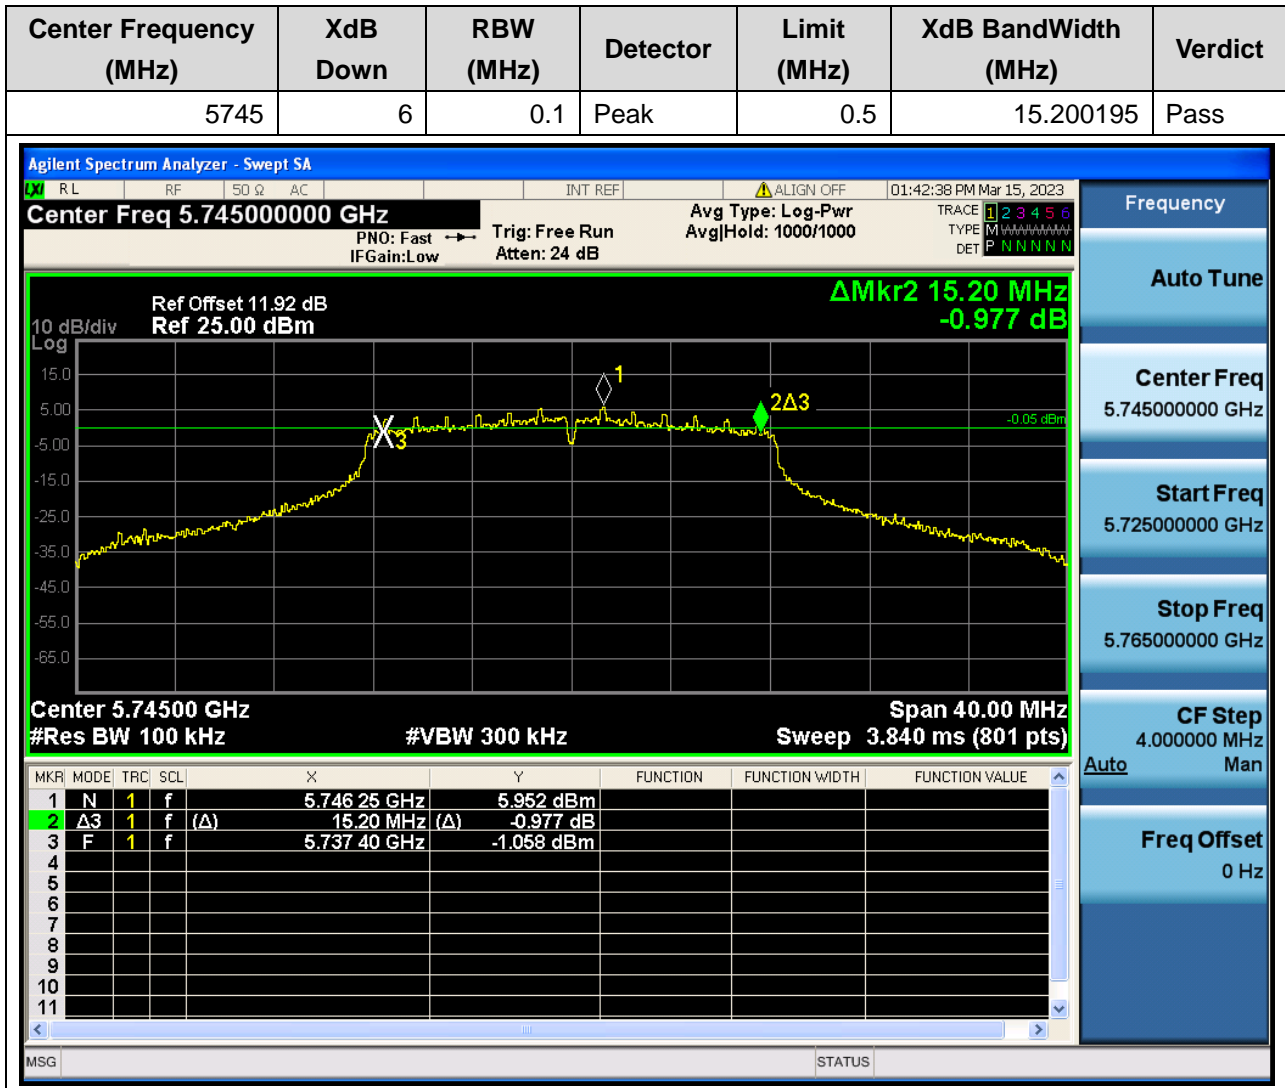 Center Frequency (MHz) XdB Down RBW (MHz) Detector Limit (MHz) XdB BandWidth (MHz) Verdict
5745 6 0.1 Peak 0.5 15.200195 Pass
Agilent Spectrum Analyzer - Swept SA
LXI RL RF 50 Ω AC INT REF ALIGN OFF 01:42:38 PM Mar 15, 2023
Center Freq 5.745000000 GHz
PNO: Fast
IFGain:Low
Trig: Free Run
Atten: 24 dB
Avg Type: Log-Pwr
Avg|Hold: 1000/1000
TRACE 1 2 3 4 5 6
TYPE M
DET P N N N N N
ΔMkr2 15.20 MHz
-0.977 dB
Ref Offset 11.92 dB
10 dB/div Ref 25.00 dBm
Log
15.0
5.00
-5.00
-15.0
-25.0
-35.0
-45.0
-55.0
-65.0
1
2Δ3
3
-0.05 dBm
Center 5.74500 GHz Span 40.00 MHz
#Res BW 100 kHz #VBW 300 kHz Sweep 3.840 ms (801 pts)
MKR MODE TRC SCL X Y FUNCTION FUNCTION WIDTH FUNCTION VALUE
1 N 1 f 5.746 25 GHz 5.952 dBm
2 Δ3 1 f (Δ) 15.20 MHz (Δ) -0.977 dB
3 F 1 f 5.737 40 GHz -1.058 dBm
4
5
6
7
8
9
10
11
MSG STATUS
Frequency
Auto Tune
Center Freq
5.745000000 GHz
Start Freq
5.725000000 GHz
Stop Freq
5.765000000 GHz
CF Step
4.000000 MHz
Auto Man
Freq Offset
0 Hz